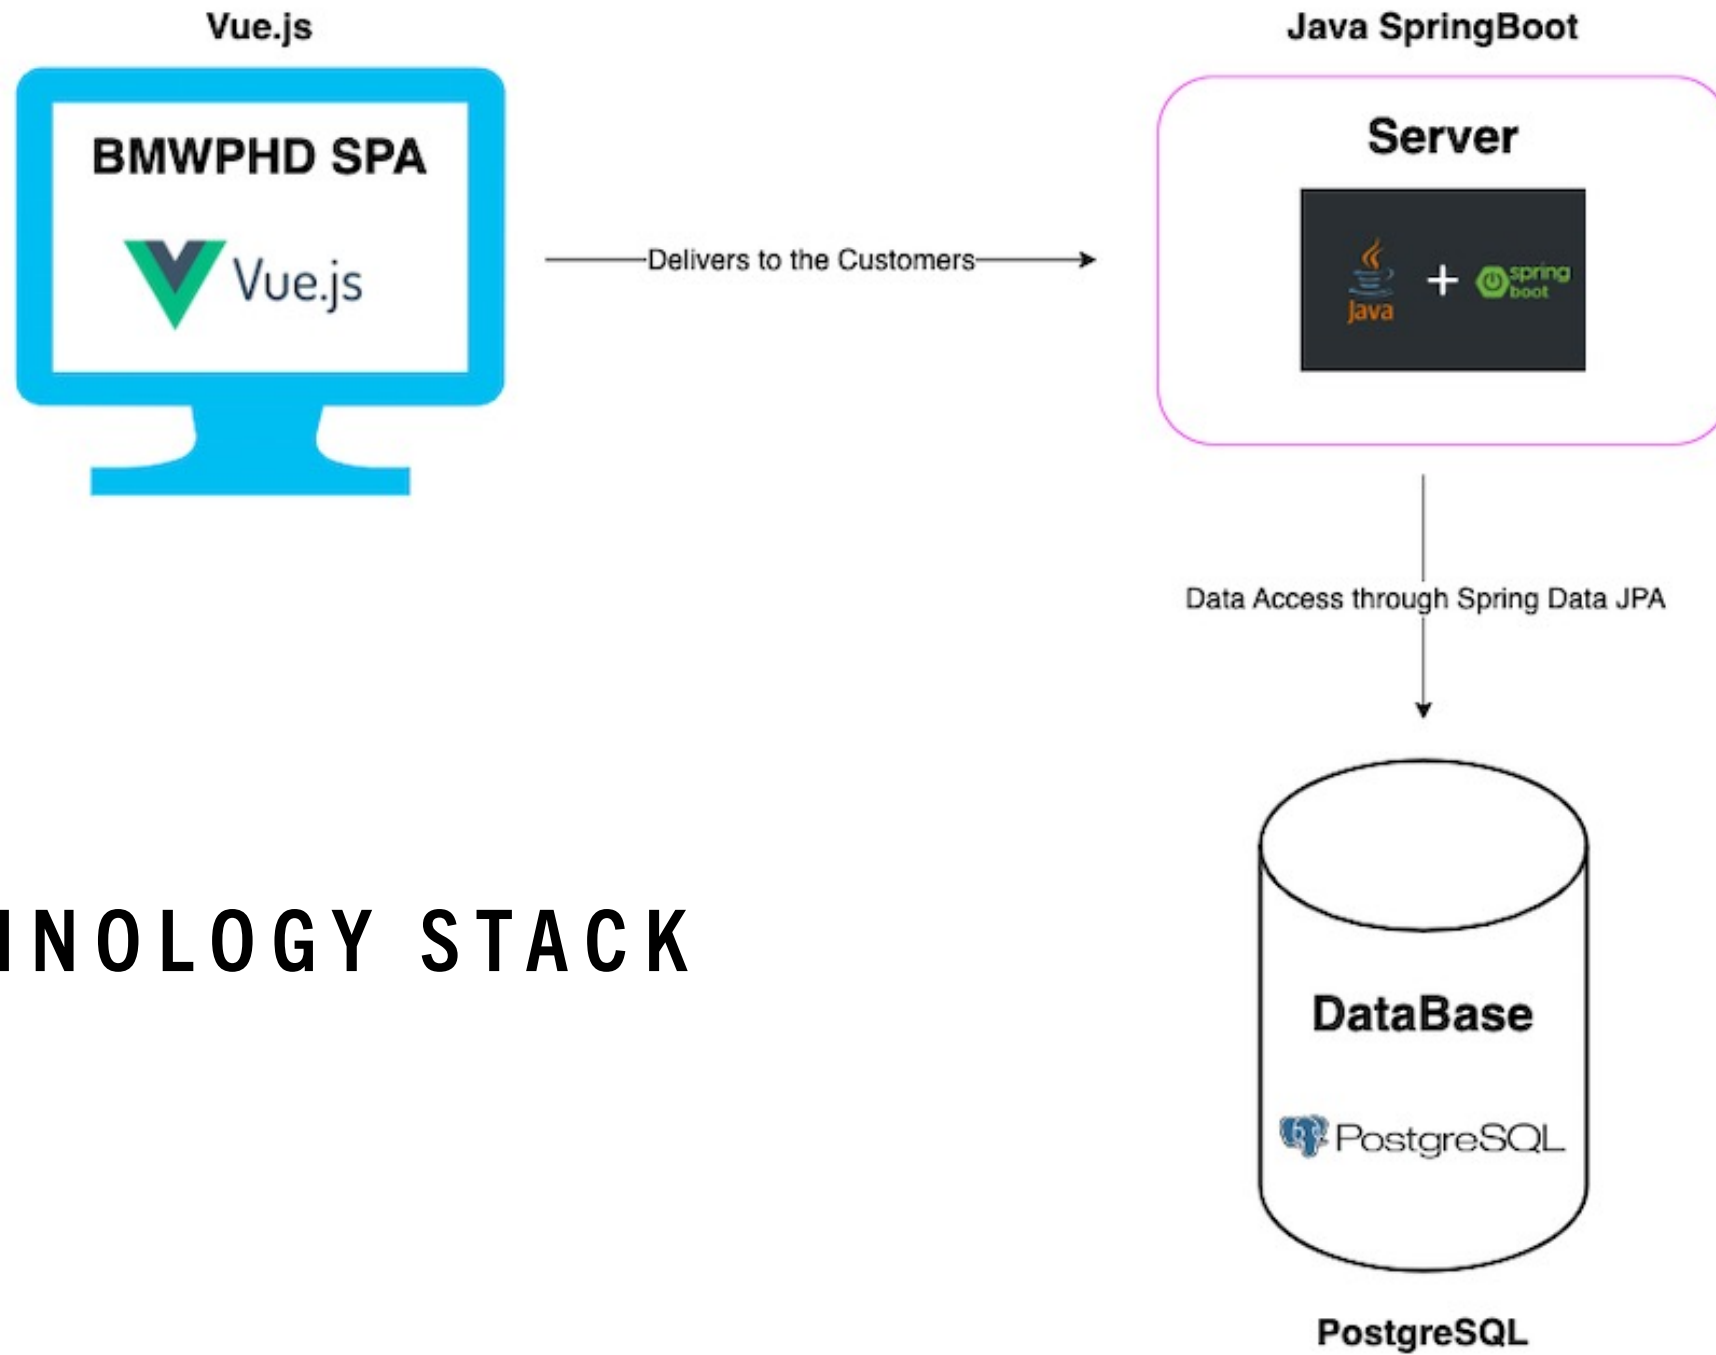 Vue.js
BMWPHD SPA
Vue.js
Delivers to the Customers
Java SpringBoot
Server
Java
+
spring
boot
Data Access through Spring Data JPA
DataBase
PostgreSQL
PostgreSQL
NOLOGY STACK